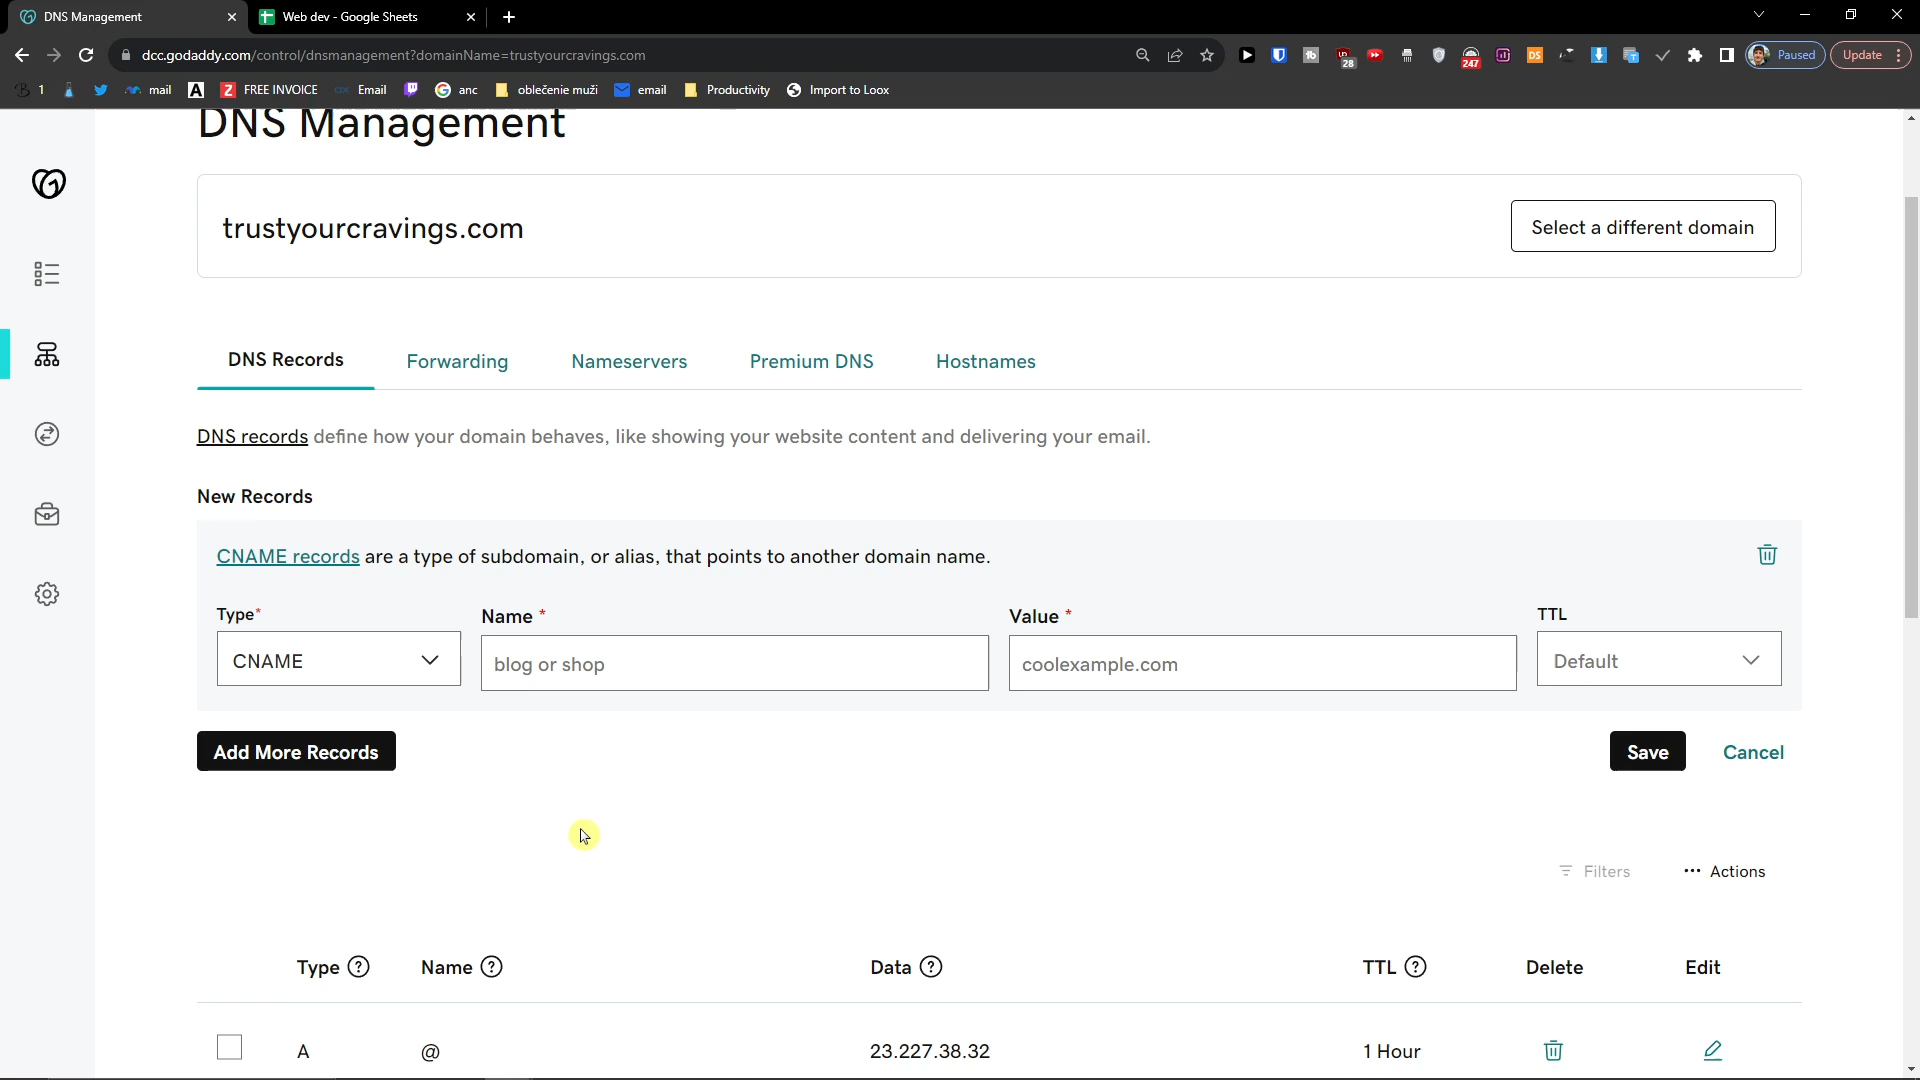 DNS Management
Web dev - Google Sheets
dcc.godaddy.com/control/dnsmanagement?domainName=trustyourcravings.com
28
247
DS
Paused
Update
1
mail
FREE INVOICE
Email
anc
oblečenie muži
email
Productivity
Import to Loox
DNS Management
trustyourcravings.com
Select a different domain
DNS Records
Forwarding
Nameservers
Premium DNS
Hostnames
DNS records define how your domain behaves, like showing your website content and delivering your email.
New Records
CNAME records are a type of subdomain, or alias, that points to another domain name.
Type*
Name *
Value *
TTL
CNAME
blog or shop
coolexample.com
Default
Add More Records
Save
Cancel
Filters
Actions
Type
Name
Data
TTL
Delete
Edit
A
@
23.227.38.32
1 Hour